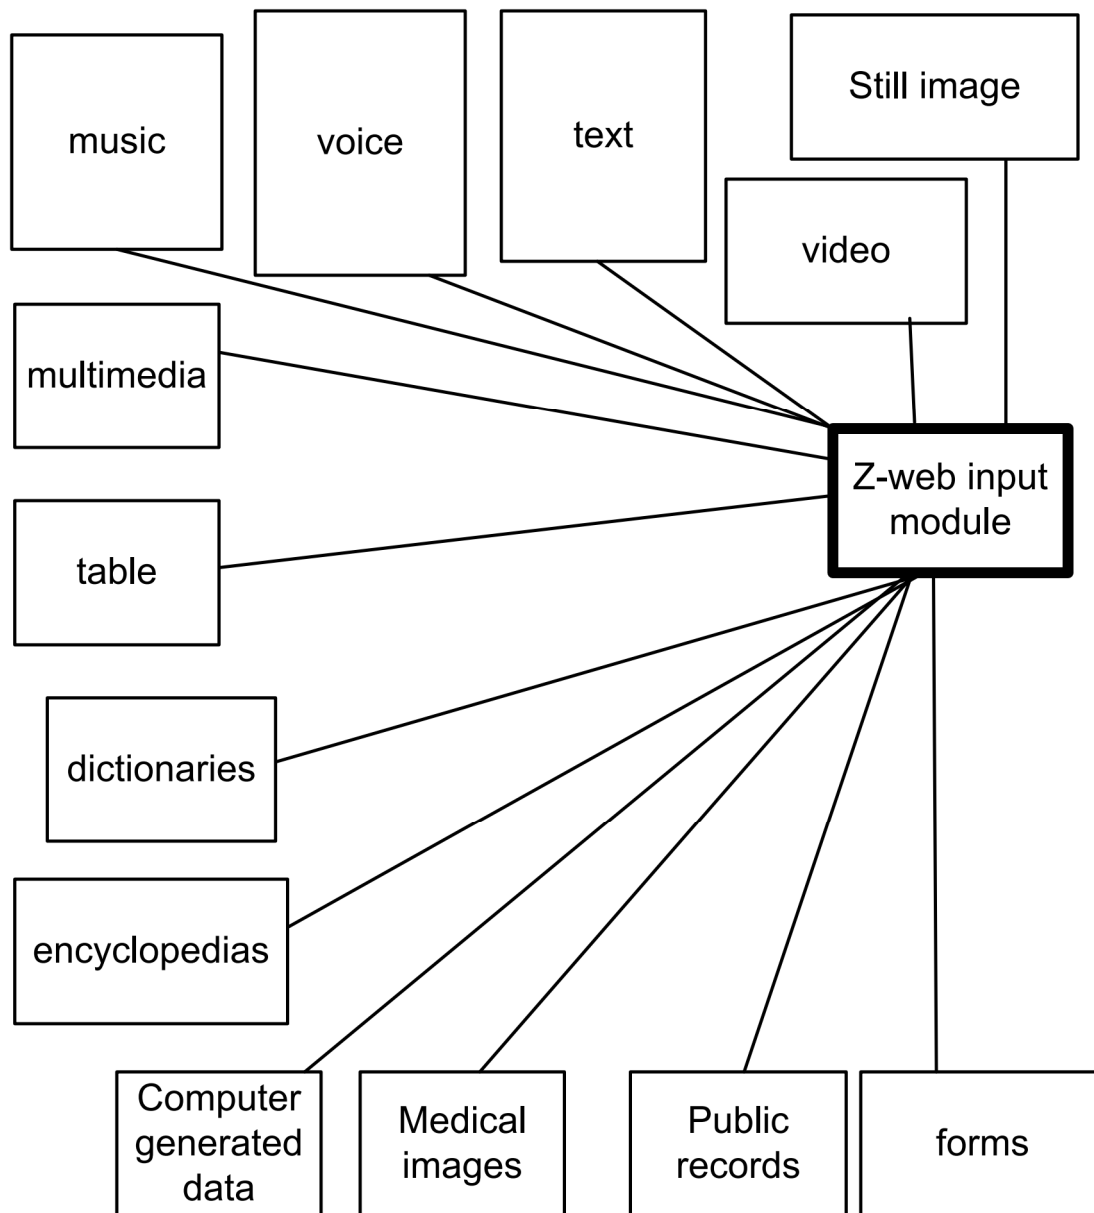 Still image
music
voice
text
video
multimedia
Z-web input
module
table
dictionaries
encyclopedias
Computer
generated
data
Medical
images
Public
records
forms